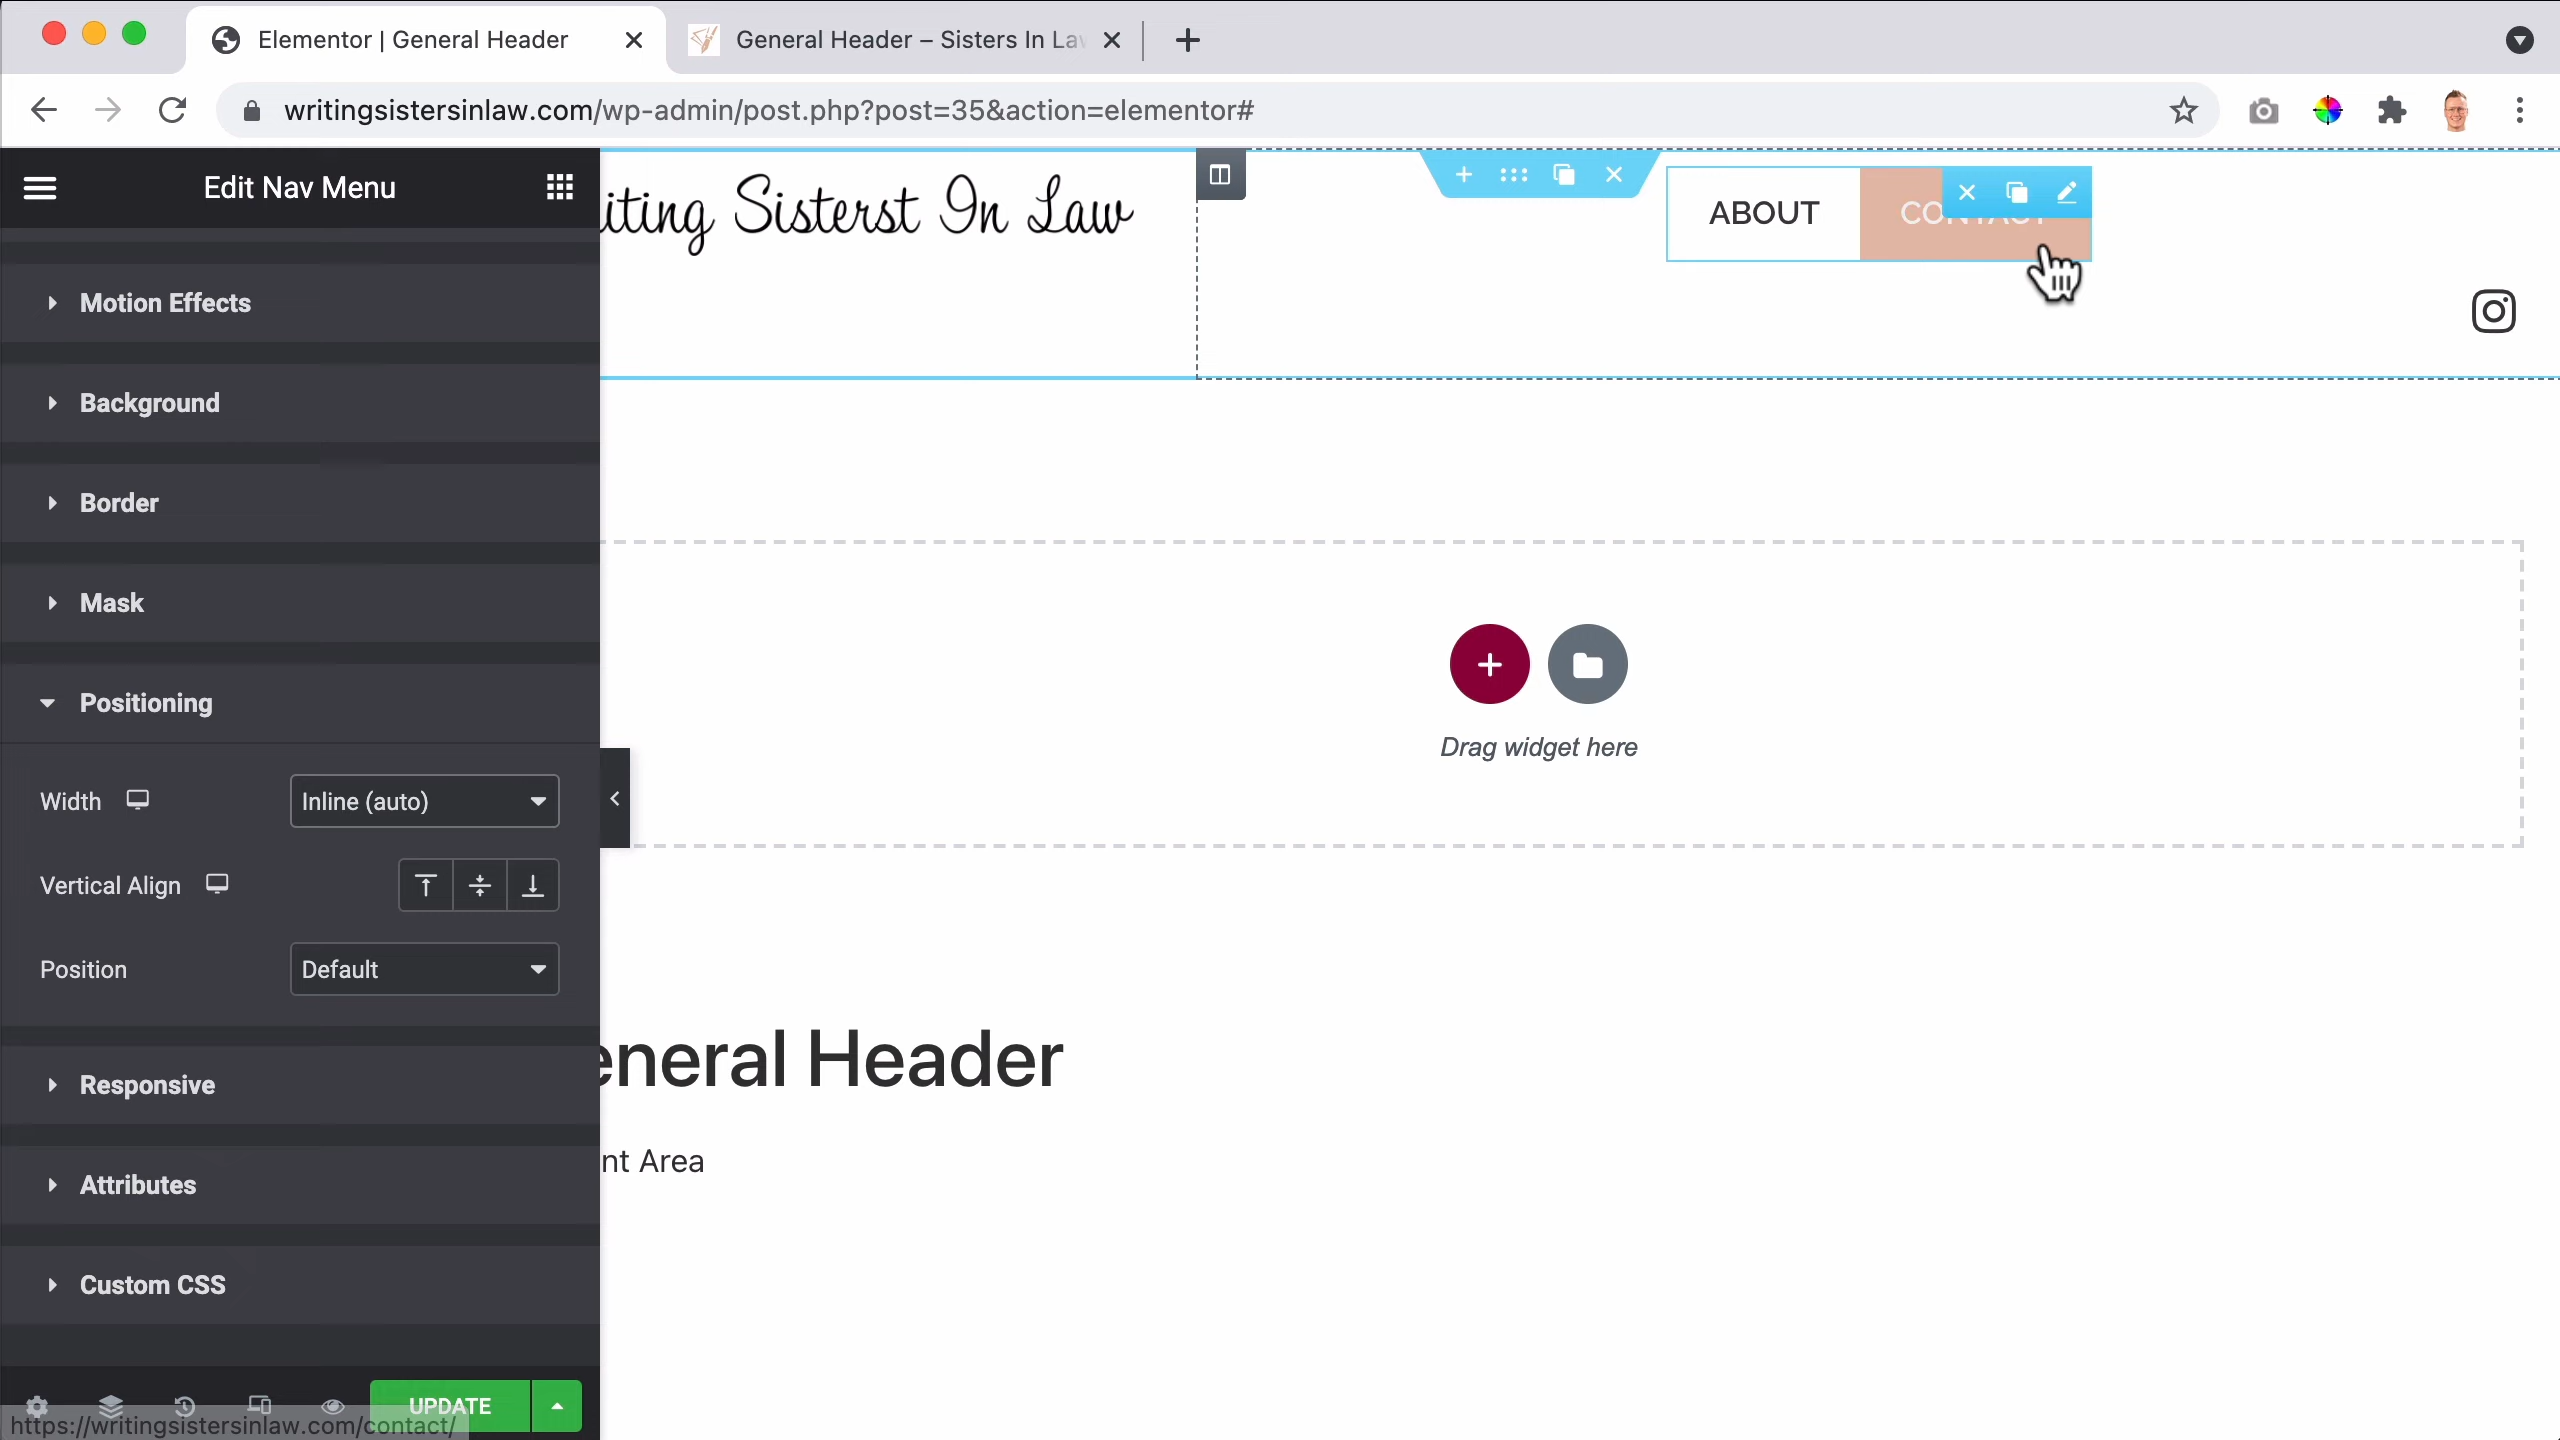 Elementor | General Header
General Header – Sisters In Law
writingsistersinlaw.com/wp-admin/post.php?post=35&action=elementor#
Edit Nav Menu
iting Sisterst In Law
ABOUT
CONTACT
Motion Effects
Background
Border
Mask
Positioning
Width
Inline (auto)
Drag widget here
Vertical Align
Position
Default
eneral Header
Responsive
nt Area
Attributes
Custom CSS
UPDATE
https://writingsistersinlaw.com/contact/